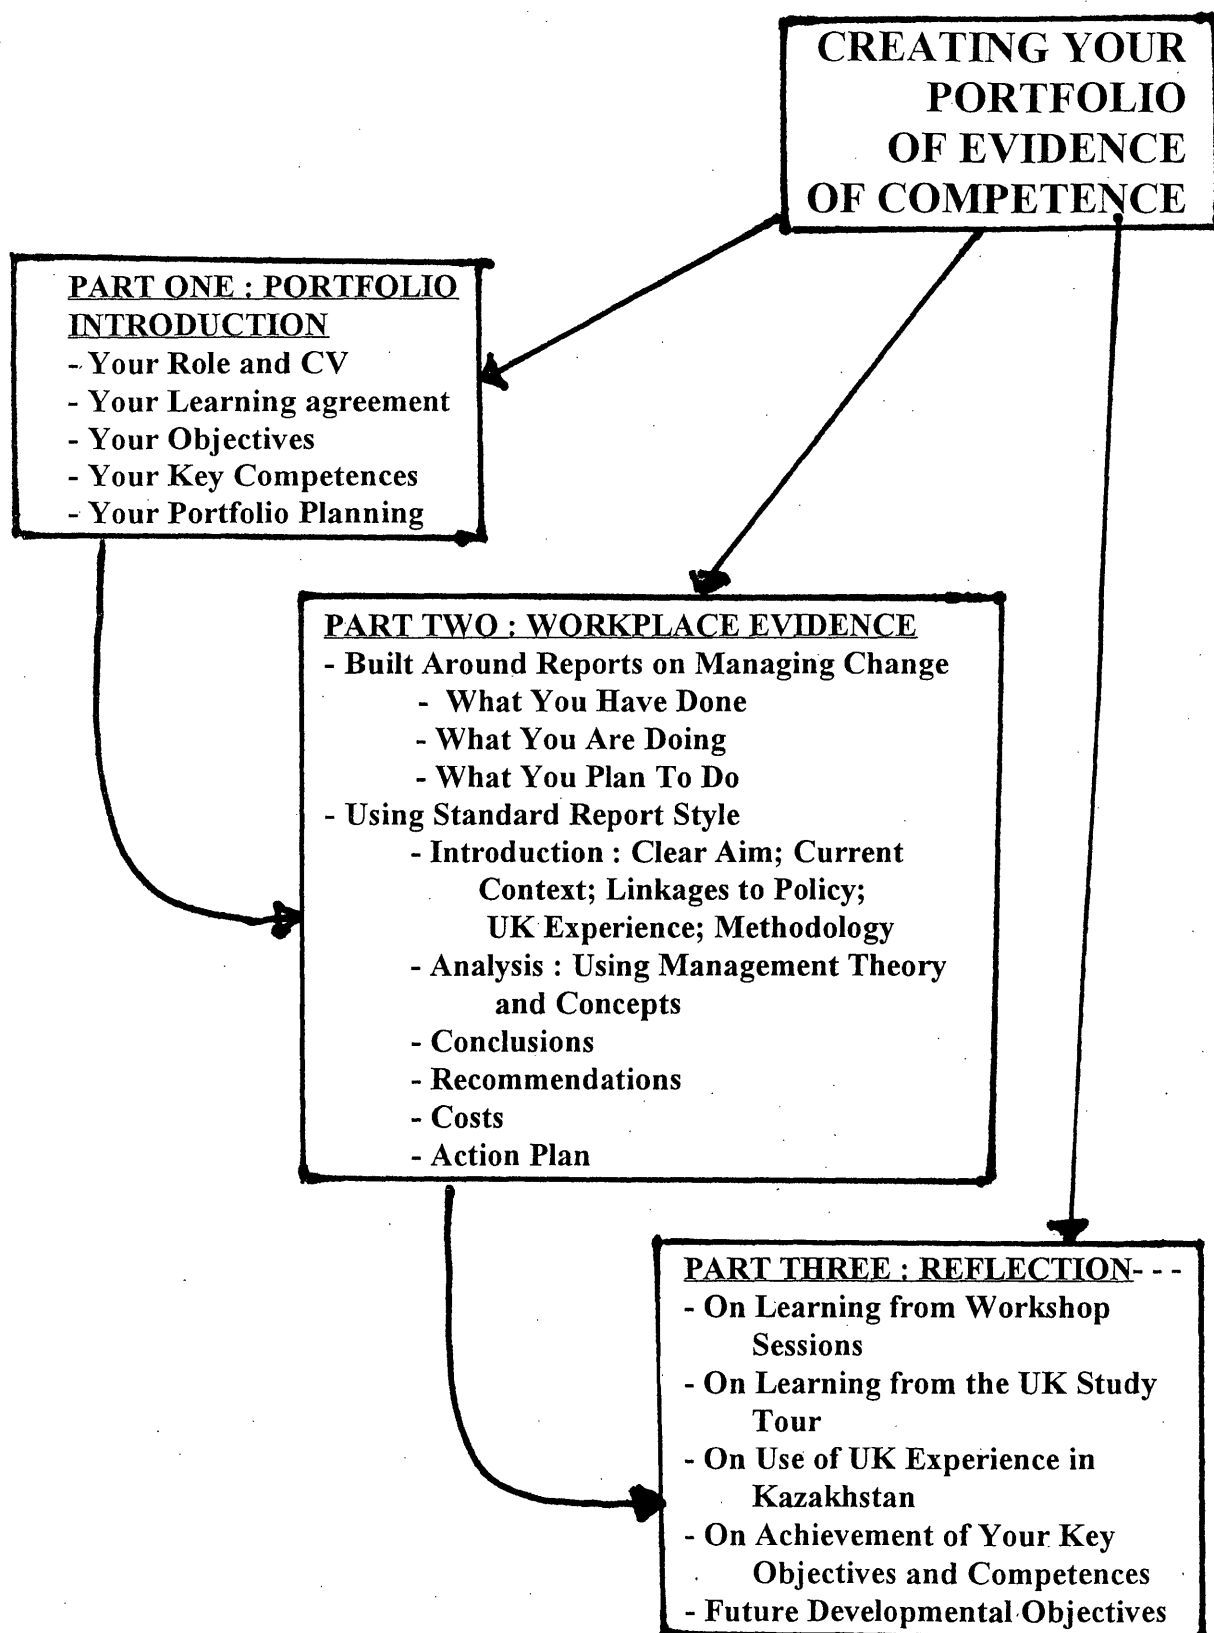 CREATING YOUR
PORTFOLIO
OF EVIDENCE
OF COMPETENCE
PART ONE : PORTFOLIO
INTRODUCTION
- Your Role and CV
- Your Learning agreement
- Your Objectives
- Your Key Competences
- Your Portfolio Planning
PART TWO : WORKPLACE EVIDENCE
- Built Around Reports on Managing Change
- What You Have Done
- What You Are Doing
- What You Plan To Do
- Using Standard Report Style
- Introduction : Clear Aim; Current
Context; Linkages to Policy;
UK Experience; Methodology
- Analysis : Using Management Theory
and Concepts
- Conclusions
- Recommendations
- Costs
- Action Plan
PART THREE : REFLECTION- - -
- On Learning from Workshop
Sessions
- On Learning from the UK Study
Tour
- On Use of UK Experience in
Kazakhstan
- On Achievement of Your Key
Objectives and Competences
- Future Developmental Objectives